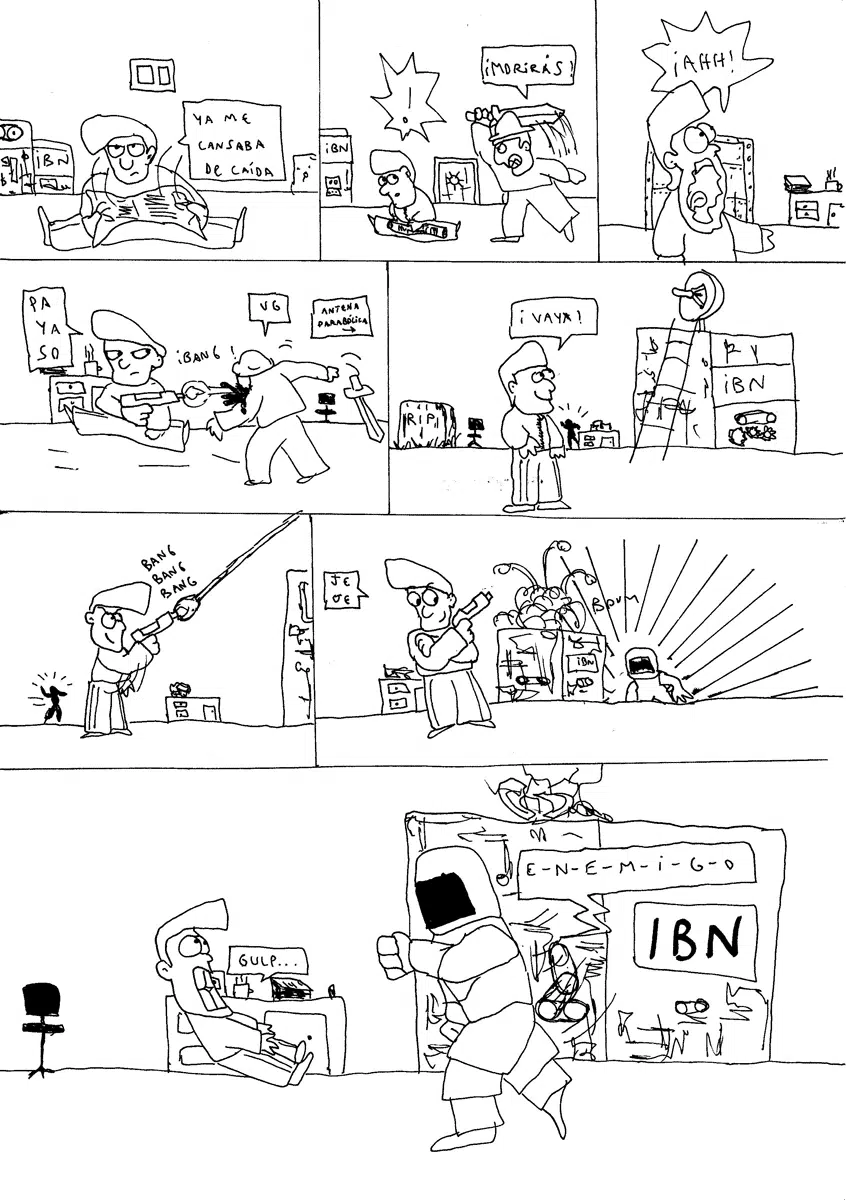 YA ME
CANSABA
DE CAÍDA
iBN
P
¡MORIRÁS!
!
iBN
¡AHH!
PA
YA
SO
¡BANG!
UG
ANTENA
PARABÓLICA
¡VAYA!
RIP
iBN
BANG
BANG
BANG
JE
JE
BOUM
iBN
E-N-E-M-I-G-O
IBN
GULP...